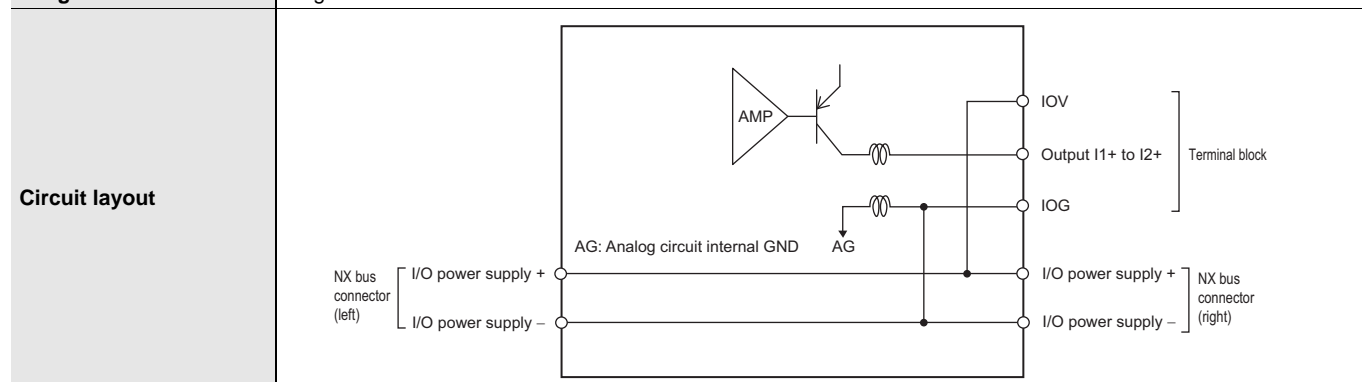 Circuit layout
AMP
IOV
Output I1+ to I2+
Terminal block
IOG
AG: Analog circuit internal GND
AG
NX bus
connector
(left)
I/O power supply +
I/O power supply −
I/O power supply +
I/O power supply −
NX bus
connector
(right)